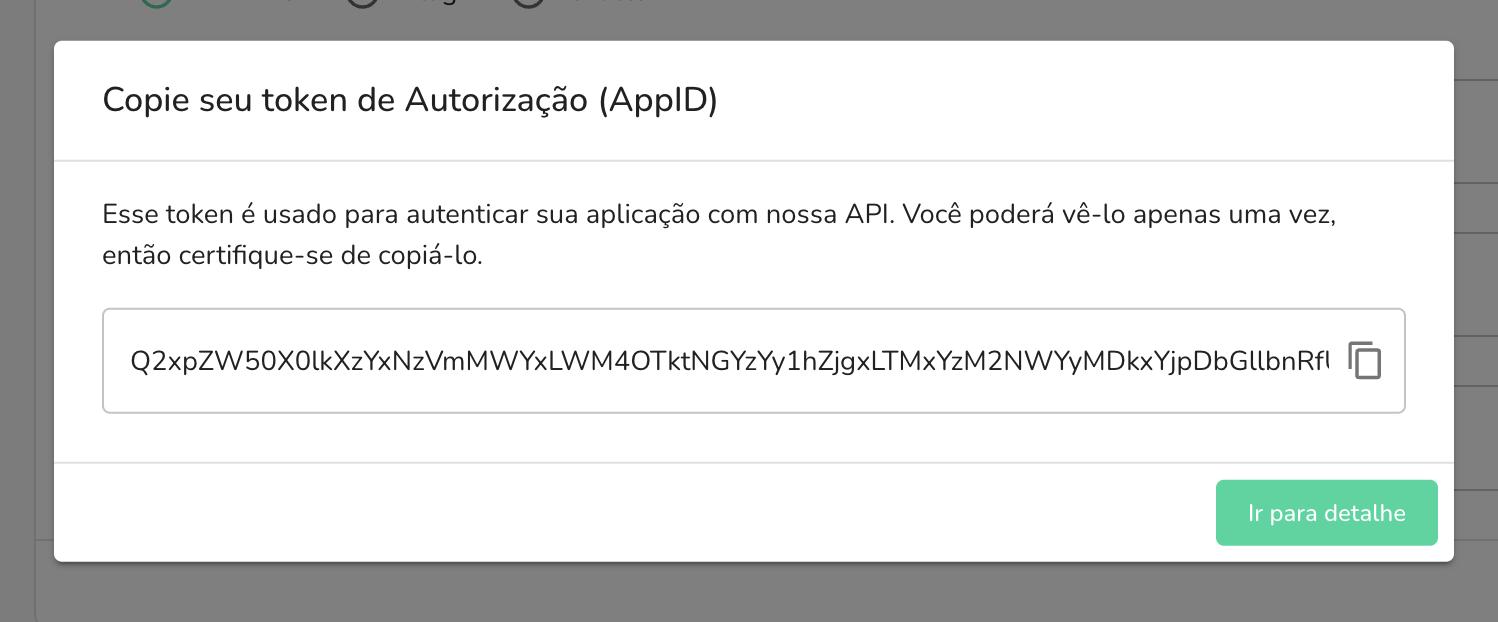 Copie seu token de Autorização (AppID)
Esse token é usado para autenticar sua aplicação com nossa API. Você poderá vê-lo apenas uma vez,
então certifique-se de copiá-lo.
Q2xpZW50X0lkXzYxNzVmMWYxLWM4OTktNGYzYy1hZjgxLTMxYzM2NWYyMDkxYjpDbGllbnRf
Ir para detalhe